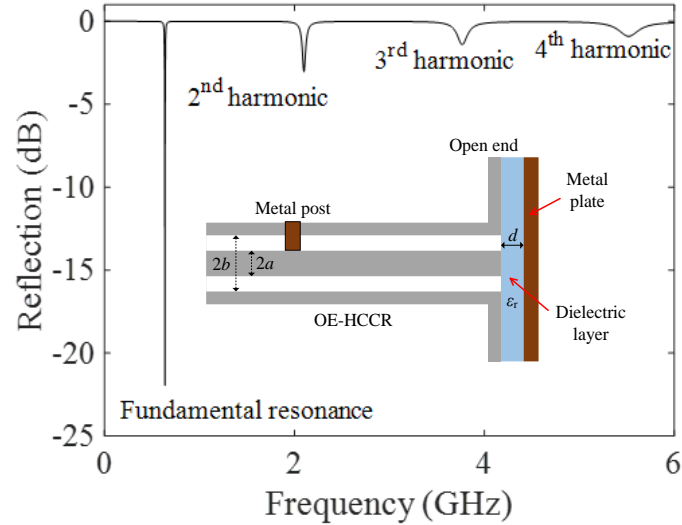 0
-5
-10
-15
-20
-25
Reflection (dB)
2nd harmonic
3rd harmonic
4th harmonic
Open end
Metal post
Metal
plate
d
2b
2a
εr
OE-HCCR
Dielectric
layer
Fundamental resonance
0 2 4 6
Frequency (GHz)